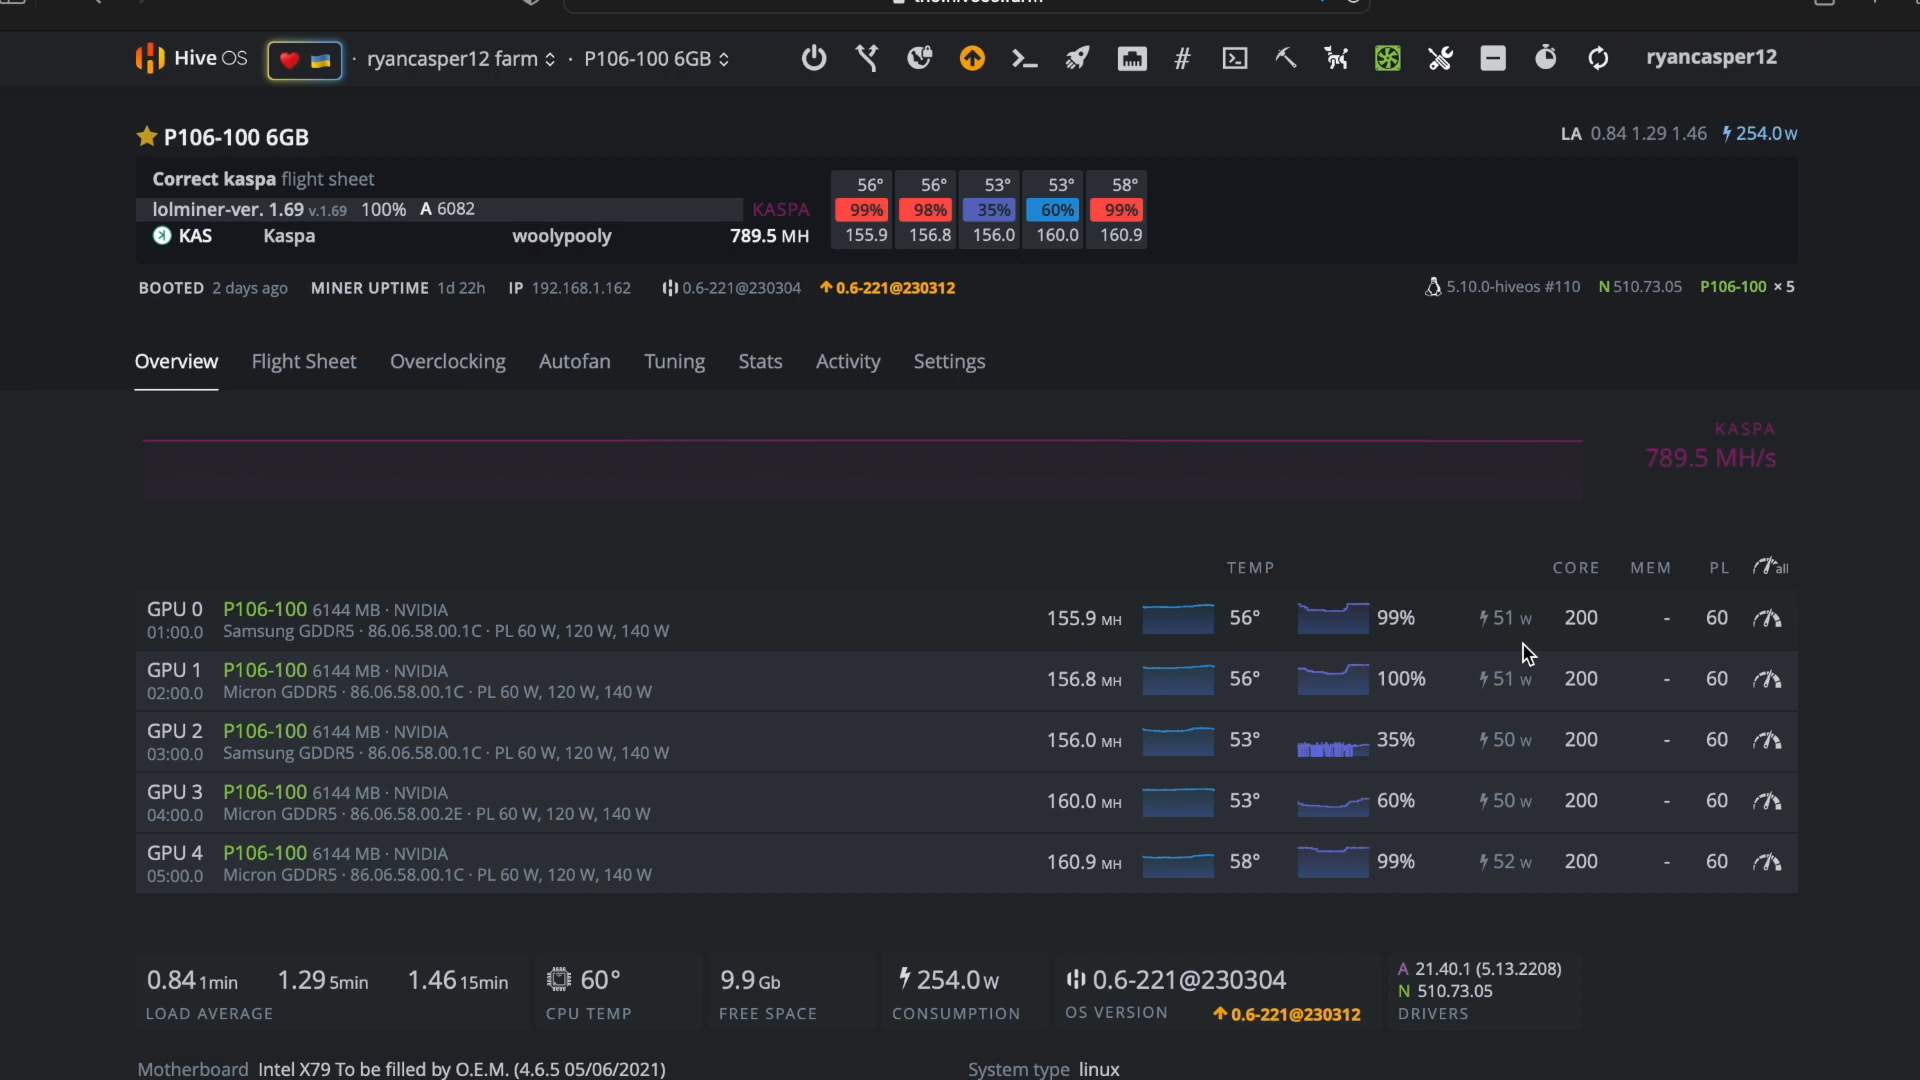 Hive OS · ryancasper12 farm · P106-100 6GB # ryancasper12
P106-100 6GB LA 0.84 1.29 1.46 254.0 W
Correct kaspa flight sheet 56° 56° 53° 53° 58°
lolminer-ver. 1.69 v.1.69 100% A 6082 KASPA 99% 98% 35% 60% 99%
KAS Kaspa woolypooly 789.5 MH 155.9 156.8 156.0 160.0 160.9
BOOTED 2 days ago MINER UPTIME 1d 22h IP 192.168.1.162 0.6-221@230304 0.6-221@230312 5.10.0-hiveos #110 N 510.73.05 P106-100 × 5
Overview Flight Sheet Overclocking Autofan Tuning Stats Activity Settings
KASPA
789.5 MH/s
TEMP CORE MEM PL all
GPU 0 P106-100 6144 MB · NVIDIA 155.9 MH 56° 99% 51 W 200 - 60
01:00.0 Samsung GDDR5 · 86.06.58.00.1C · PL 60 W, 120 W, 140 W
GPU 1 P106-100 6144 MB · NVIDIA 156.8 MH 56° 100% 51 W 200 - 60
02:00.0 Micron GDDR5 · 86.06.58.00.1C · PL 60 W, 120 W, 140 W
GPU 2 P106-100 6144 MB · NVIDIA 156.0 MH 53° 35% 50 W 200 - 60
03:00.0 Samsung GDDR5 · 86.06.58.00.1C · PL 60 W, 120 W, 140 W
GPU 3 P106-100 6144 MB · NVIDIA 160.0 MH 53° 60% 50 W 200 - 60
04:00.0 Micron GDDR5 · 86.06.58.00.2E · PL 60 W, 120 W, 140 W
GPU 4 P106-100 6144 MB · NVIDIA 160.9 MH 58° 99% 52 W 200 - 60
05:00.0 Micron GDDR5 · 86.06.58.00.1C · PL 60 W, 120 W, 140 W
0.84 1min 1.29 5min 1.46 15min 60° 9.9 Gb 254.0 W 0.6-221@230304 A 21.40.1 (5.13.2208)
N 510.73.05
LOAD AVERAGE CPU TEMP FREE SPACE CONSUMPTION OS VERSION 0.6-221@230312 DRIVERS
Motherboard Intel X79 To be filled by O.E.M. (4.6.5 05/06/2021) System type linux